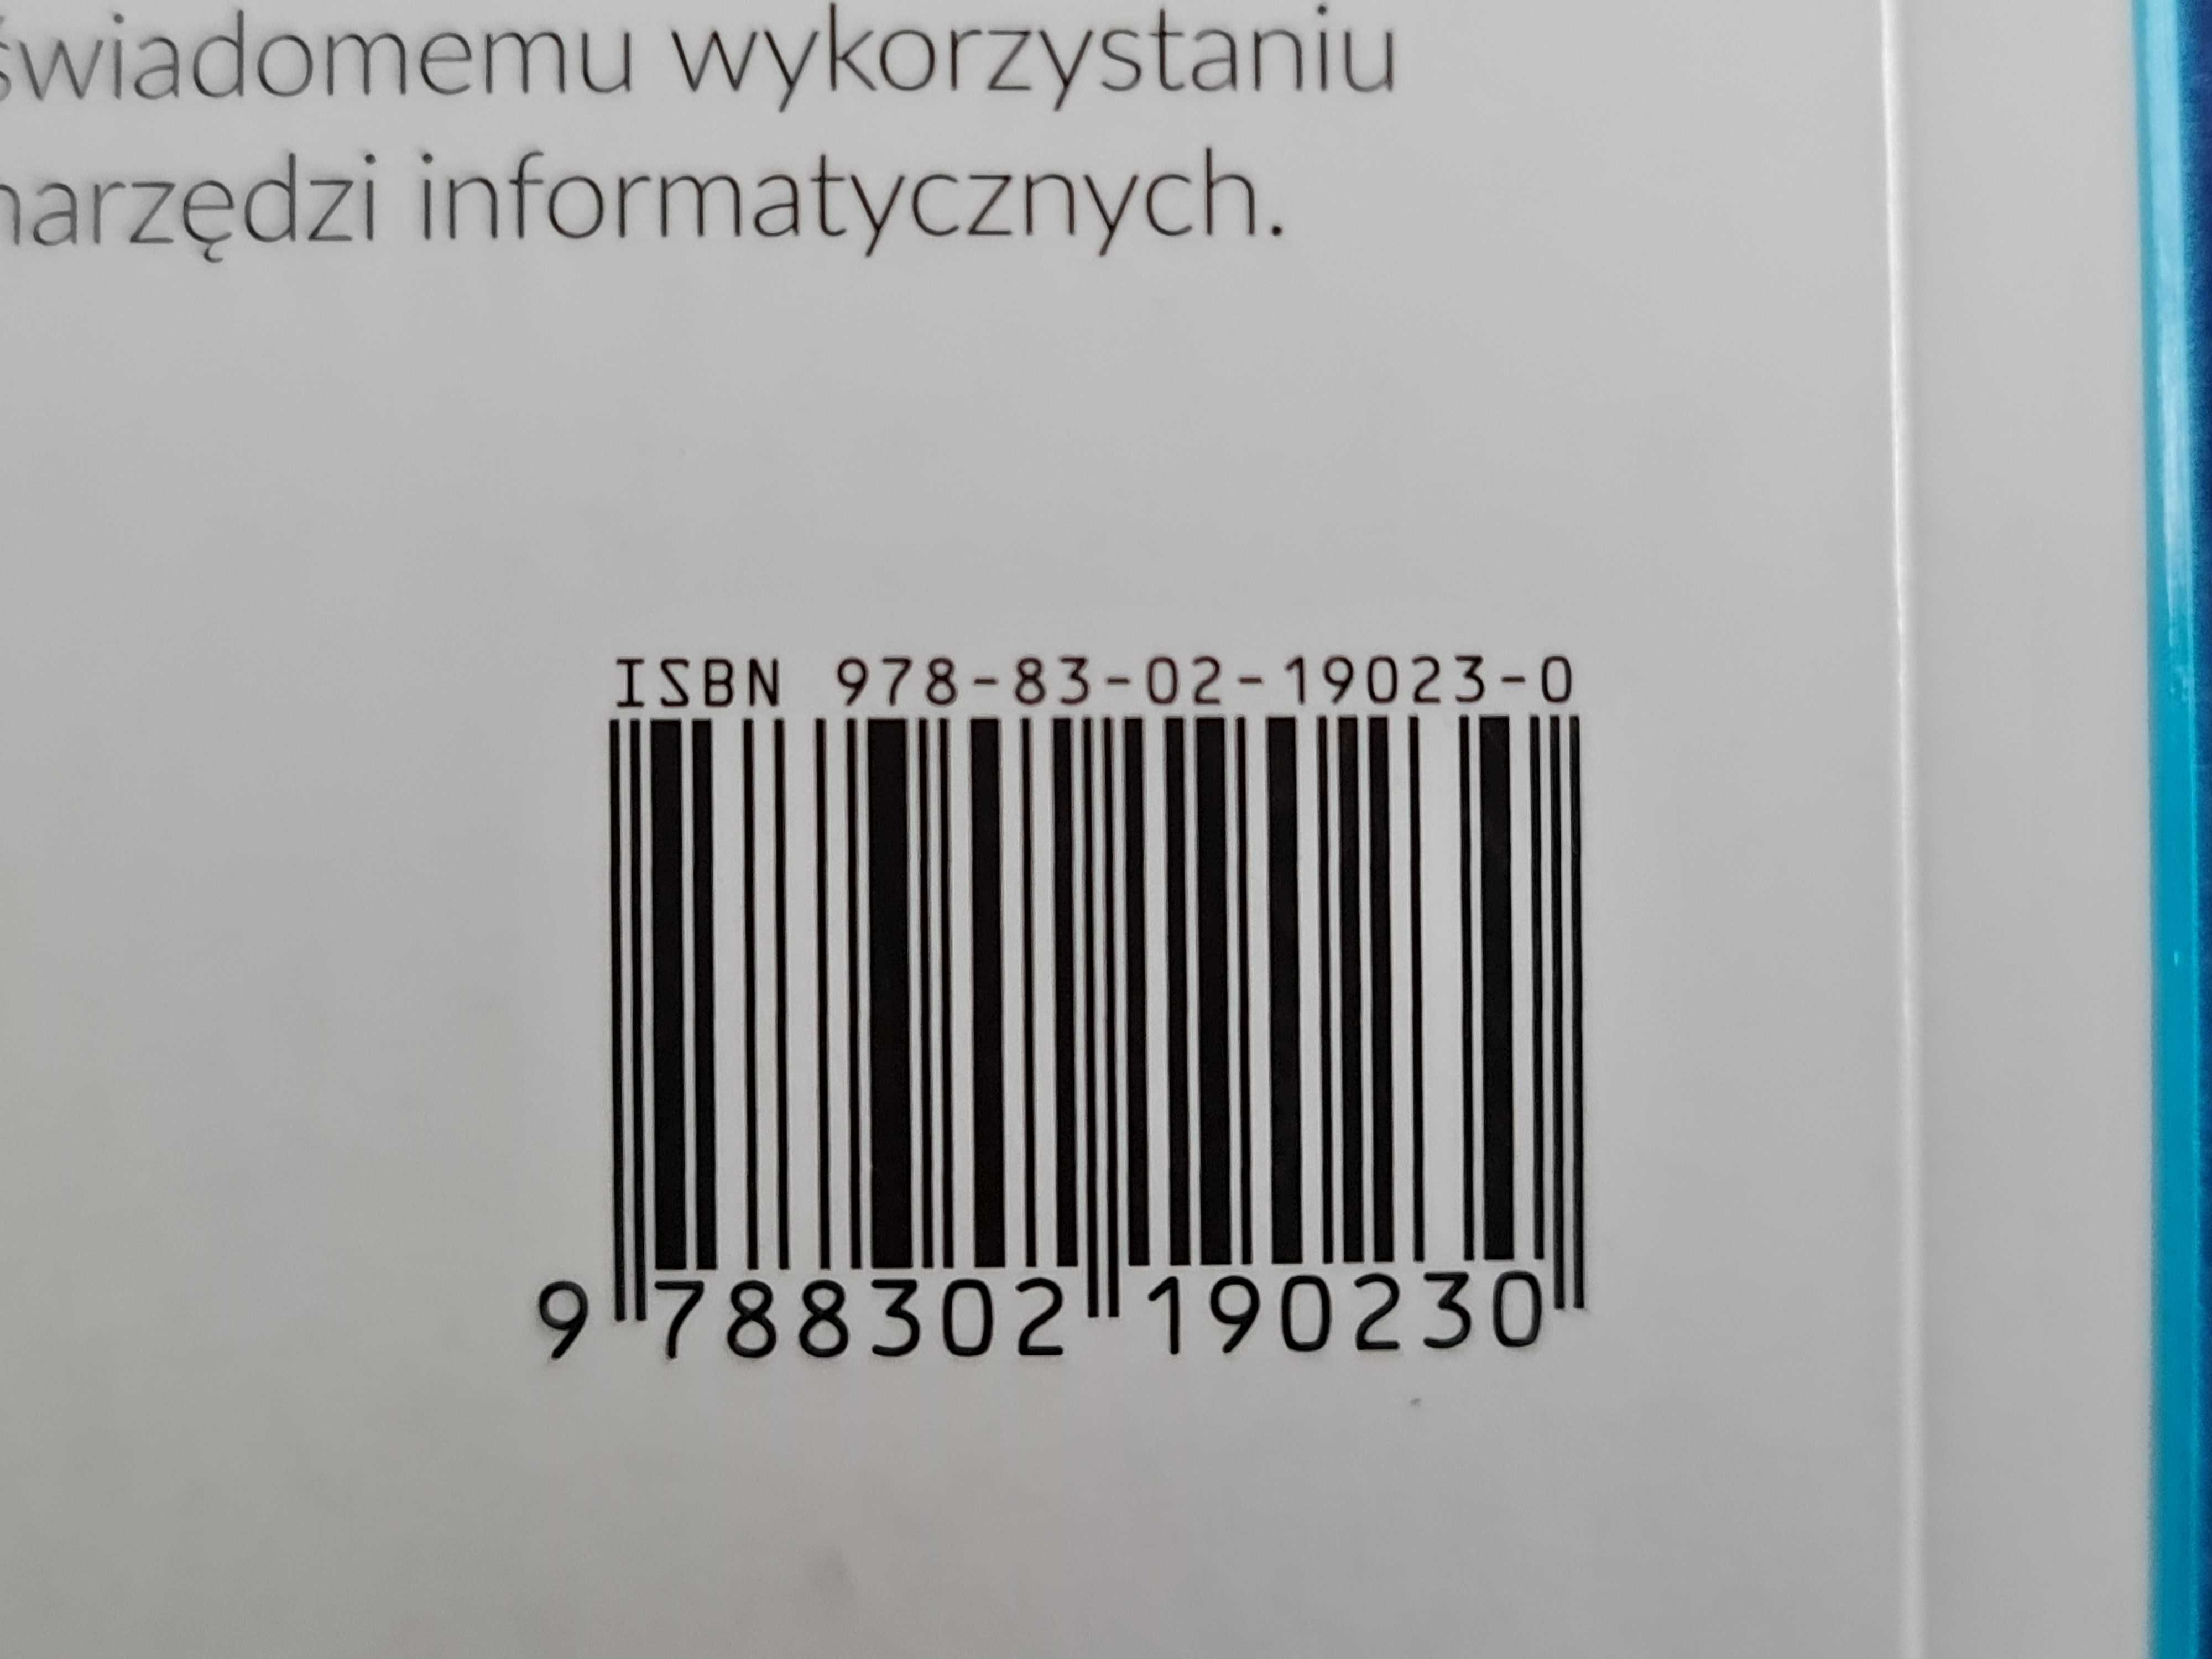 świadomemu wykorzystaniu
narzędzi informatycznych.
ISBN 978-83-02-19023-0
9 788302 190230